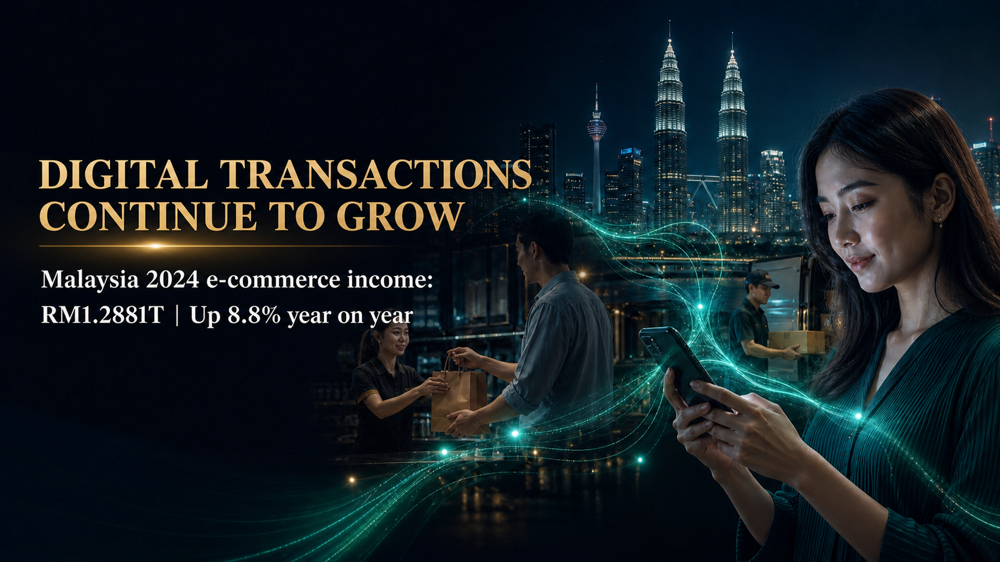 DIGITAL TRANSACTIONS
CONTINUE TO GROW
Malaysia 2024 e-commerce income:
RM1.2881T | Up 8.8% year on year